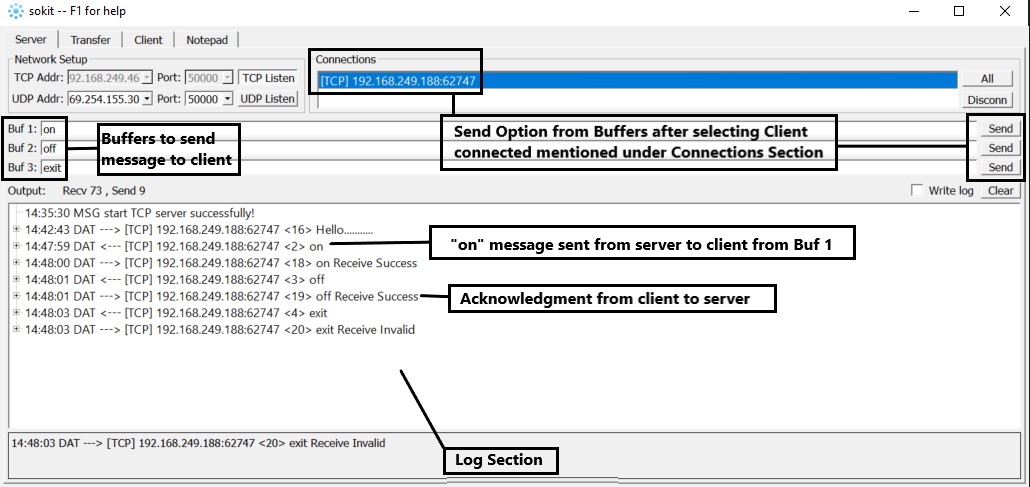 sokit -- F1 for help
Server Transfer Client Notepad
Network Setup
TCP Addr: 92.168.249.46 Port: 50000 TCP Listen
UDP Addr: 69.254.155.30 Port: 50000 UDP Listen
Connections
[TCP] 192.168.249.188:62747
All
Disconn
Buf 1: on
Buf 2: off
Buf 3: exit
Buffers to send
message to client
Send Option from Buffers after selecting Client
connected mentioned under Connections Section
Send
Send
Send
Output: Recv 73 , Send 9
Write log Clear
14:35:30 MSG start TCP server successfully!
14:42:43 DAT ---> [TCP] 192.168.249.188:62747 <16> Hello...........
14:47:59 DAT <--- [TCP] 192.168.249.188:62747 <2> on
14:48:00 DAT ---> [TCP] 192.168.249.188:62747 <18> on Receive Success
14:48:01 DAT <--- [TCP] 192.168.249.188:62747 <3> off
14:48:01 DAT ---> [TCP] 192.168.249.188:62747 <19> off Receive Success
14:48:03 DAT <--- [TCP] 192.168.249.188:62747 <4> exit
14:48:03 DAT ---> [TCP] 192.168.249.188:62747 <20> exit Receive Invalid
"on" message sent from server to client from Buf 1
Acknowledgment from client to server
14:48:03 DAT ---> [TCP] 192.168.249.188:62747 <20> exit Receive Invalid
Log Section